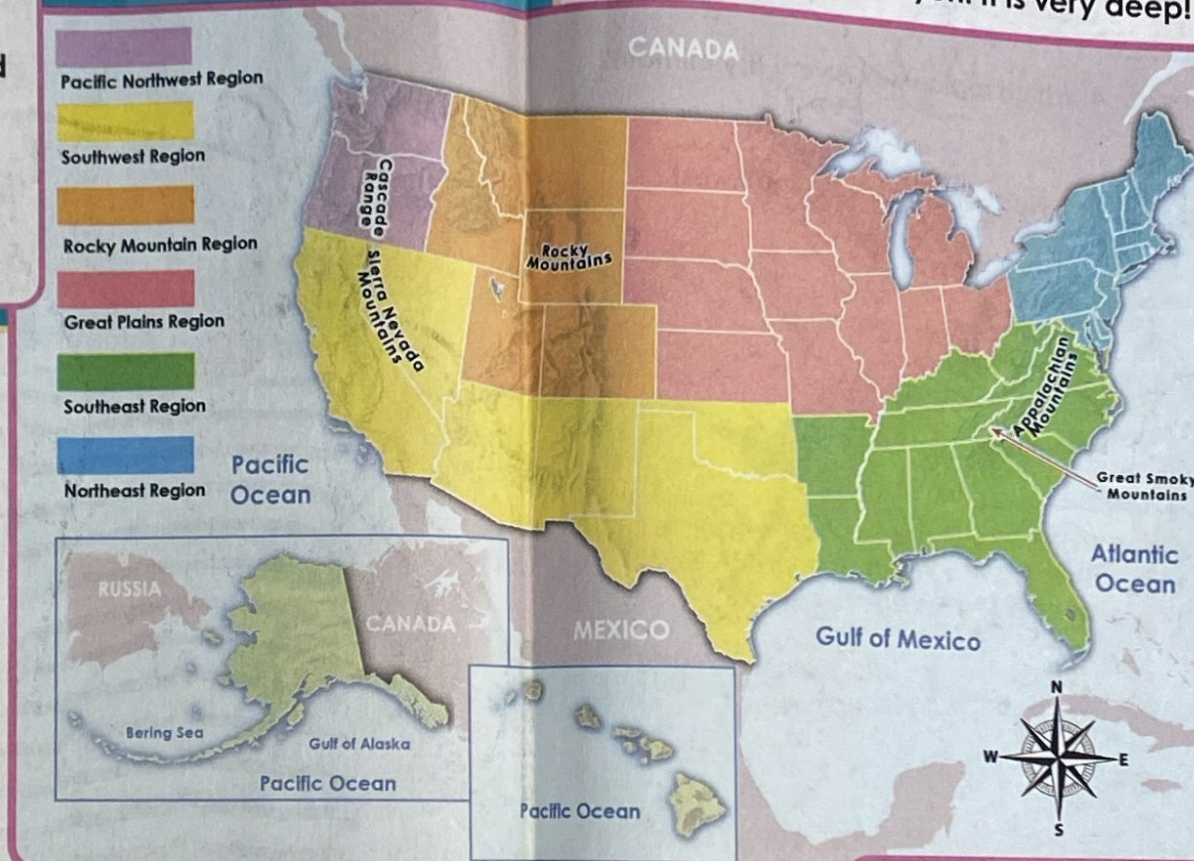 is very deep!
Pacific Northwest Region
Southwest Region
Rocky Mountain Region
Great Plains Region
Southeast Region
Northeast Region
CANADA
Cascade
Range
Rocky
Mountains
Sierra Nevada
Mountains
Appalachian
Mountains
Great Smoky
Mountains
Pacific
Ocean
Atlantic
Ocean
Gulf of Mexico
MEXICO
RUSSIA
CANADA
Bering Sea
Gulf of Alaska
Pacific Ocean
Pacific Ocean
N
W
E
S